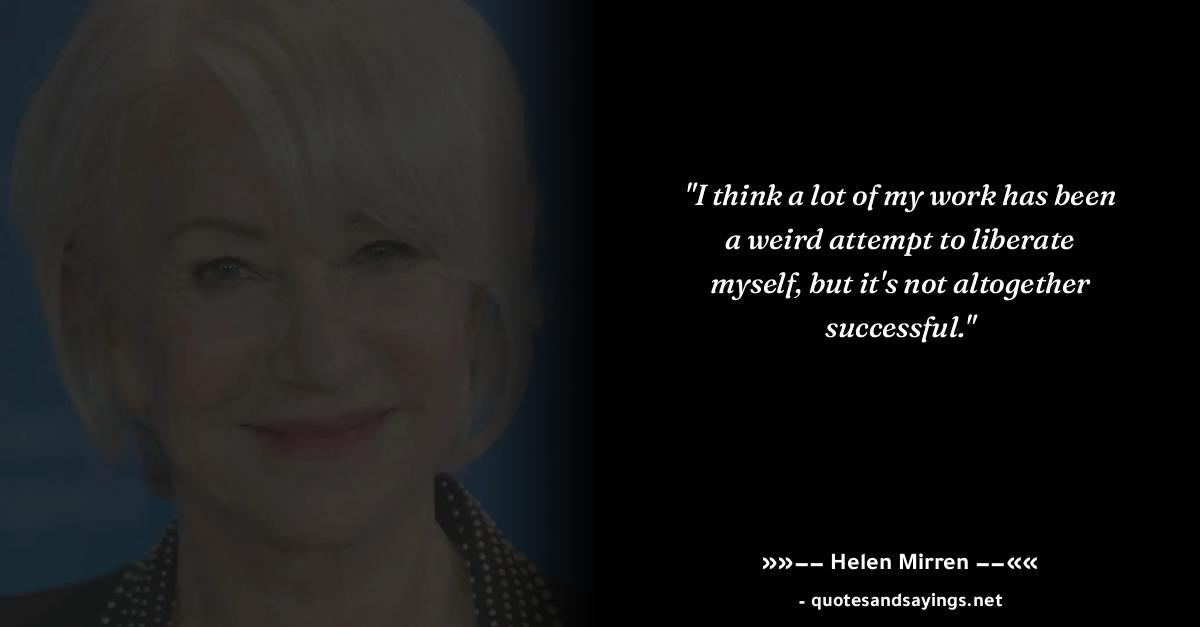 "I think a lot of my work has been
a weird attempt to liberate
myself, but it's not altogether
successful."
»»−− Helen Mirren −−««
- quotesandsayings.net